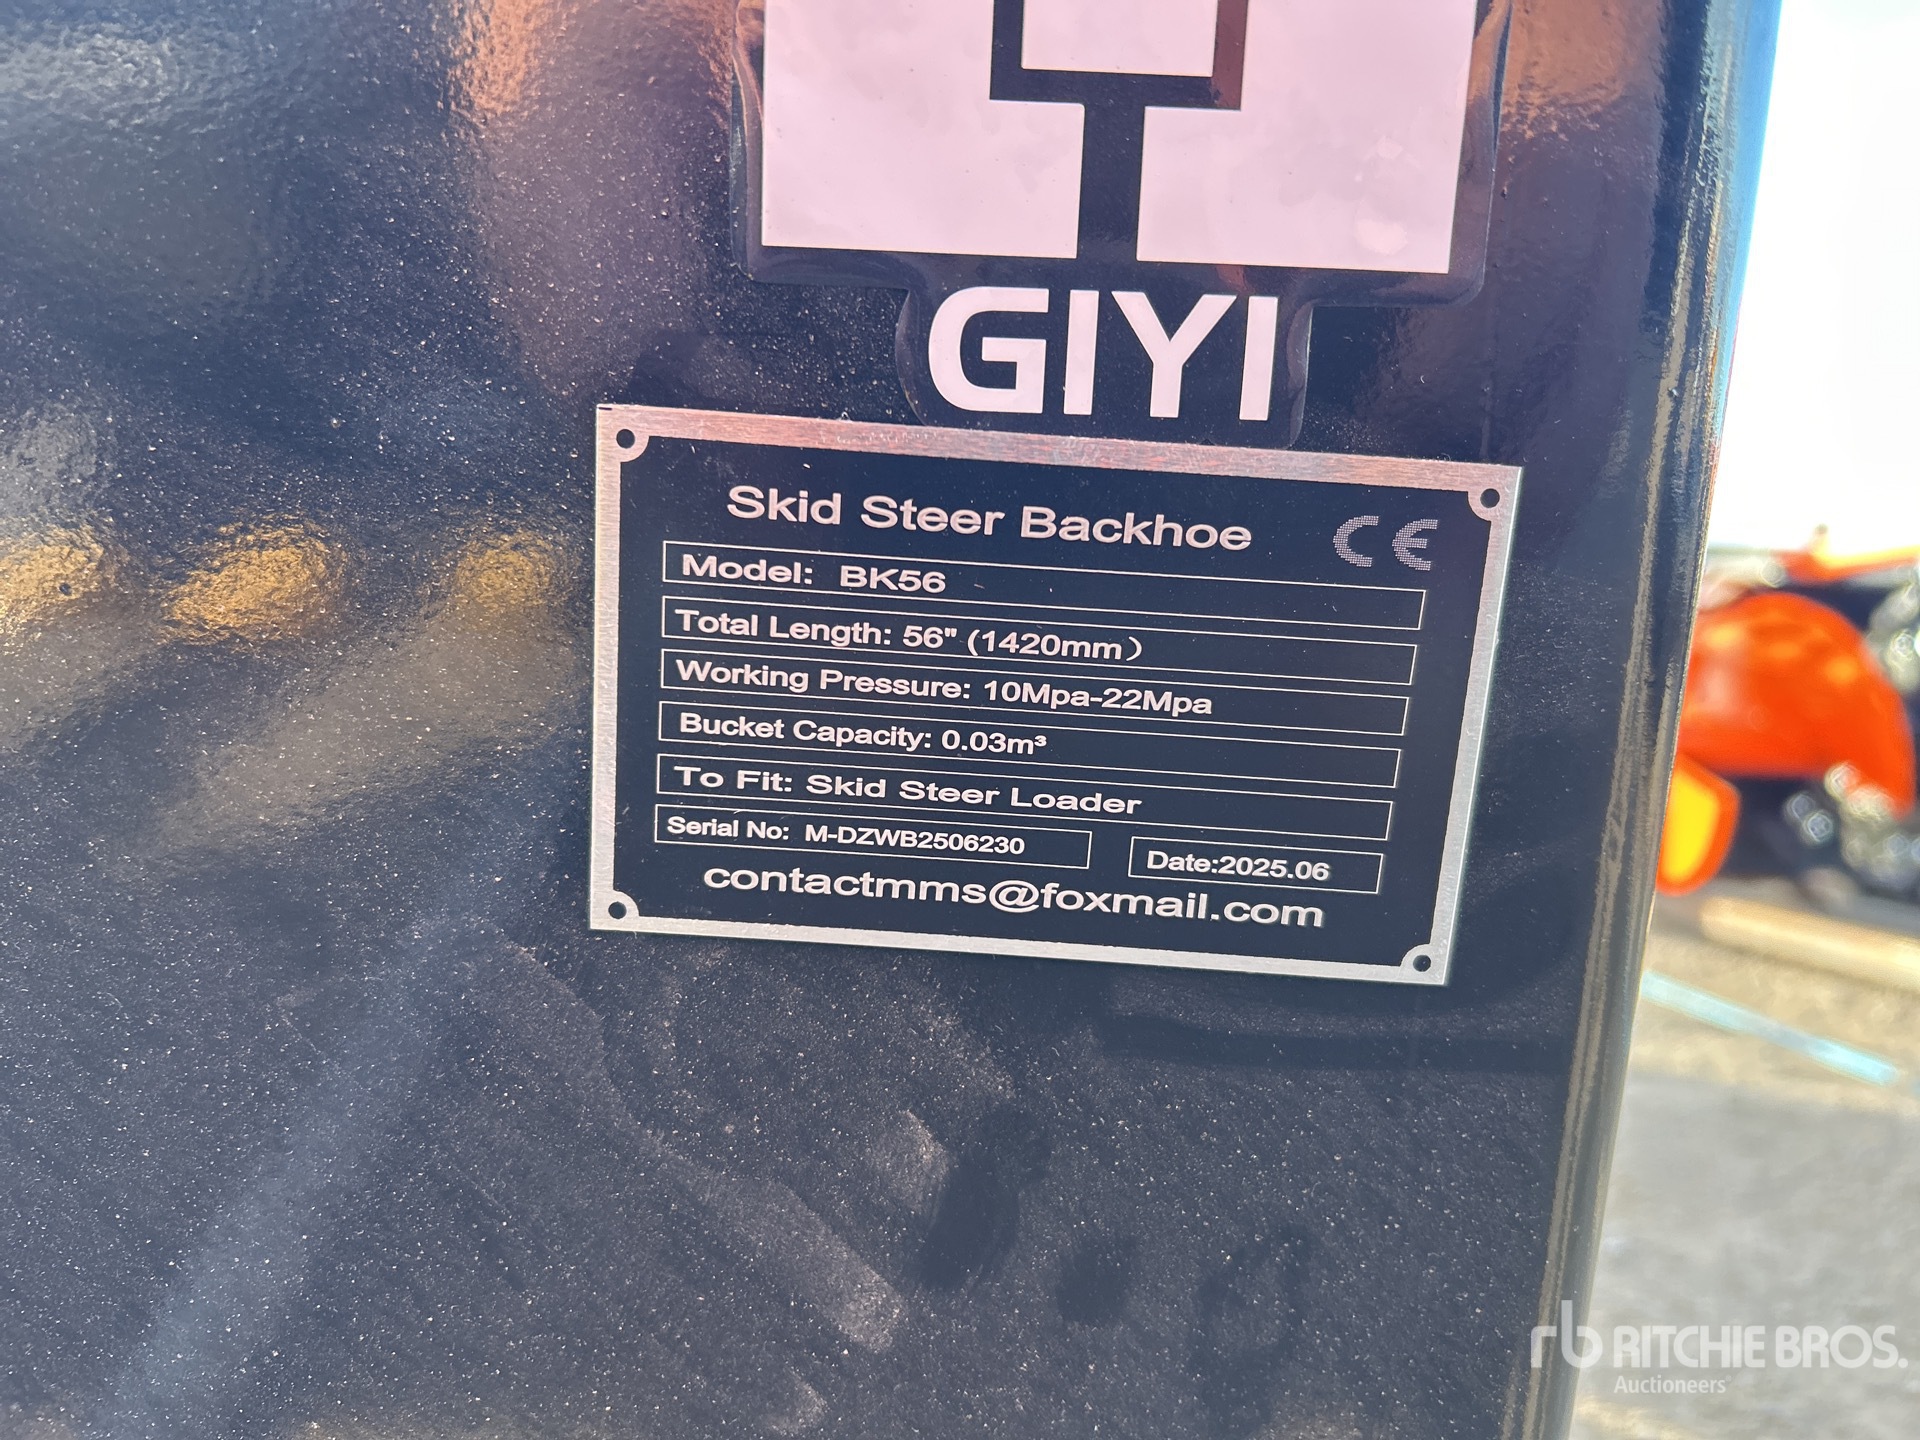 GIYI
Skid Steer Backhoe CE
Model: BK56
Total Length: 56" (1420mm）
Working Pressure: 10Mpa-22Mpa
Bucket Capacity: 0.03m³
To Fit: Skid Steer Loader
Serial No: M-DZWB2506230 Date:2025.06
contactmms@foxmail.com
rb RITCHIE BROS.
Auctioneers